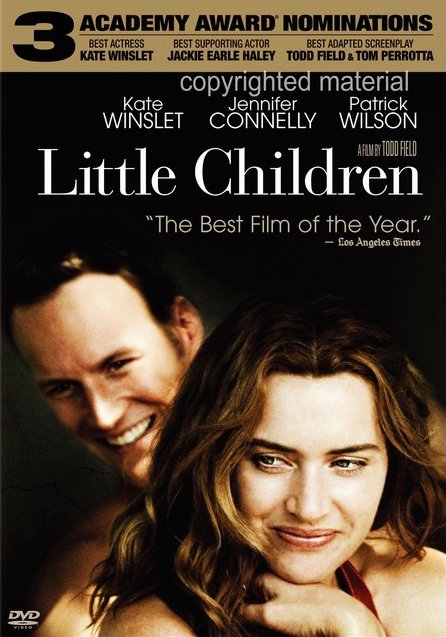 3 ACADEMY AWARD® NOMINATIONS
BEST ACTRESS BEST SUPPORTING ACTOR BEST ADAPTED SCREENPLAY
KATE WINSLET JACKIE EARLE HALEY TODD FIELD & TOM PERROTTA
copyrighted material
Kate Jennifer Patrick
WINSLET CONNELLY WILSON
A FILM BY TODD FIELD
Little Children
“The Best Film of the Year.”
— Los Angeles Times
DVD
VIDEO